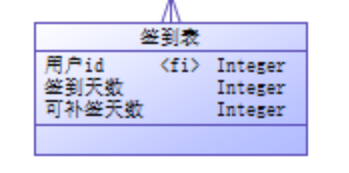 签到表
用户id <fi> Integer
签到天数 Integer
可补签天数 Integer